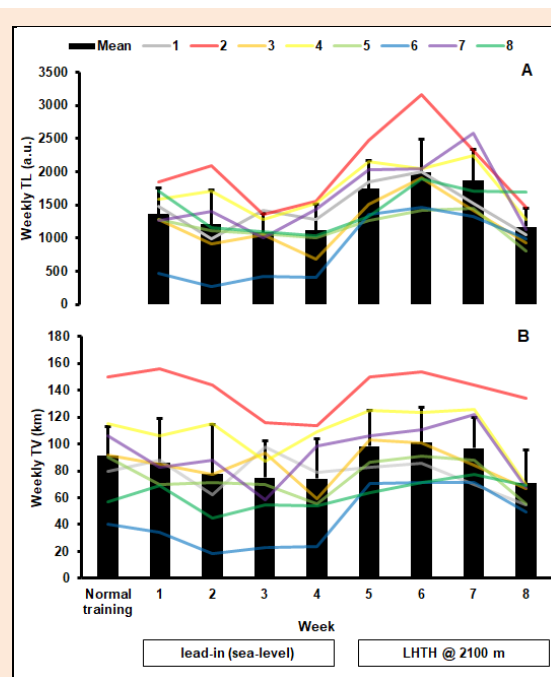 Mean 1 2 3 4 5 6 7 8
A
Weekly TL (a.u.)
3500
3000
2500
2000
1500
1000
500
0
B
Weekly TV (km)
180
160
140
120
100
80
60
40
20
0
Normal training 1 2 3 4 5 6 7 8
Week
lead-in (sea-level) LHTH @ 2100 m